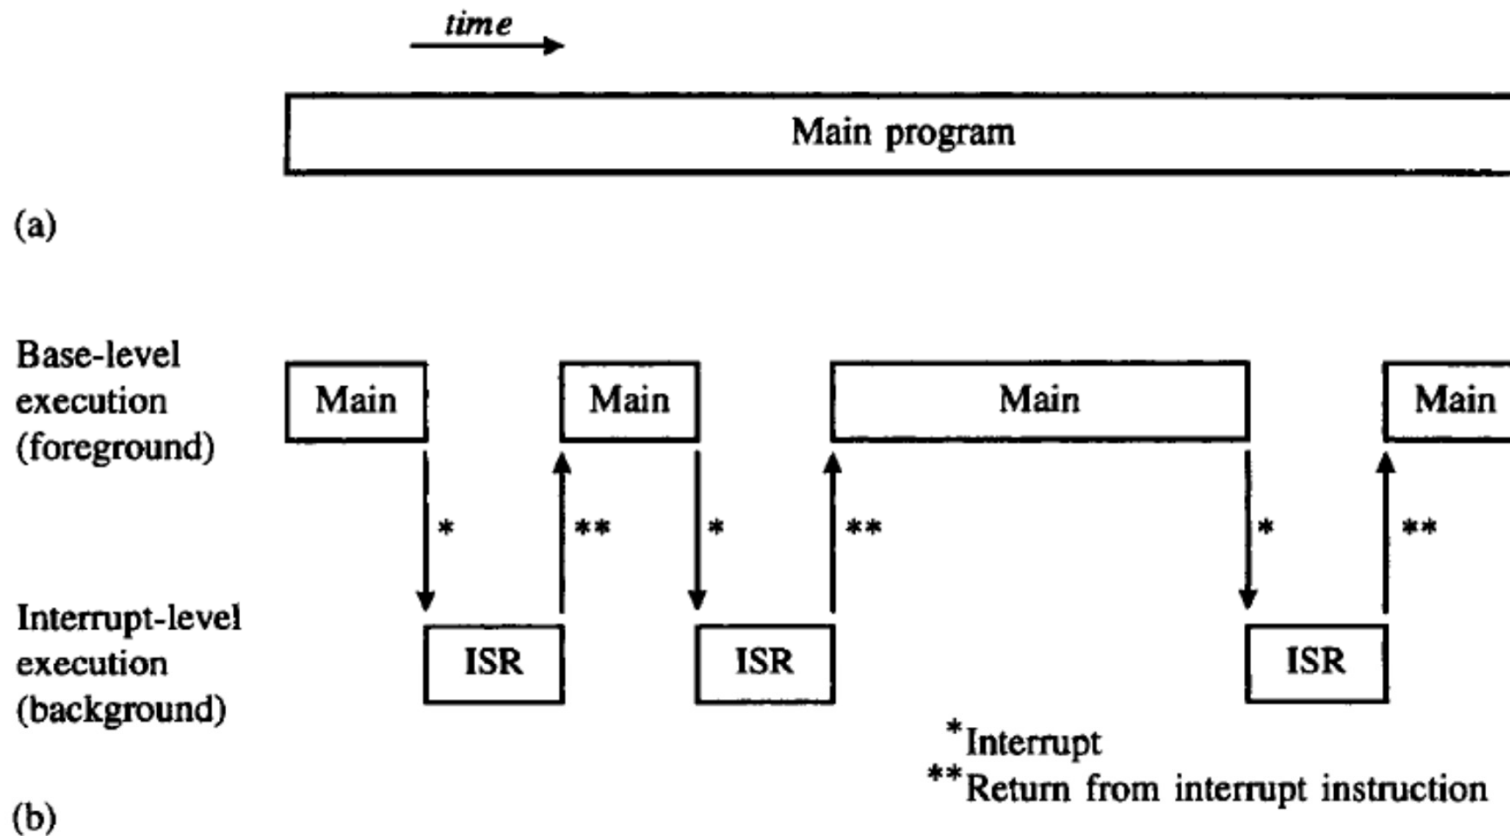 time
Main program
(a)
Base-level
execution
(foreground)
Main
Main
Main
Main
*
**
*
**
*
**
Interrupt-level
execution
(background)
ISR
ISR
ISR
*Interrupt
**Return from interrupt instruction
(b)